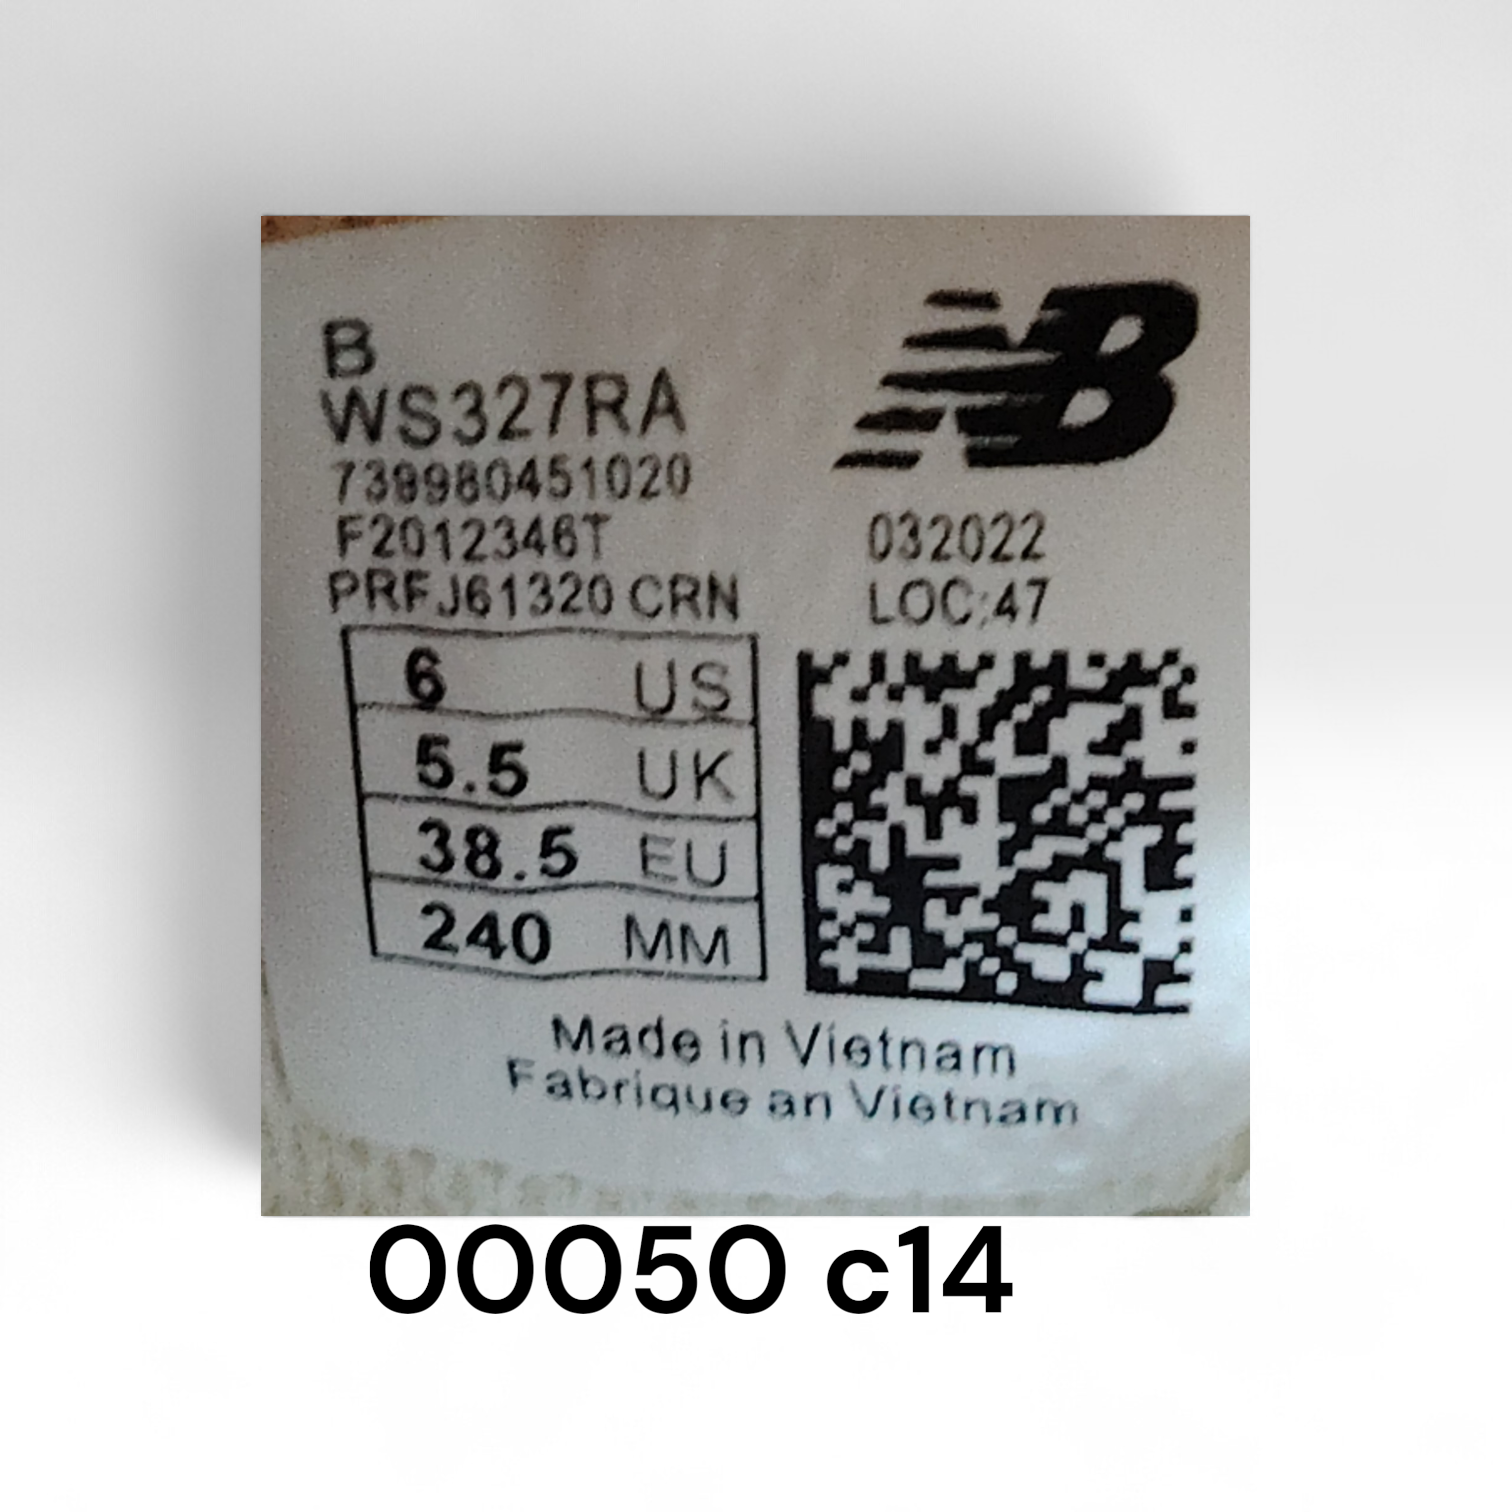 B
WS327RA
739980451020
F2012346T
PRFJ61320 CRN
NB
032022
LOC:47
6 US
5.5 UK
38.5 EU
240 MM
Made in Vietnam
Fabrique an Vietnam
00050 c14